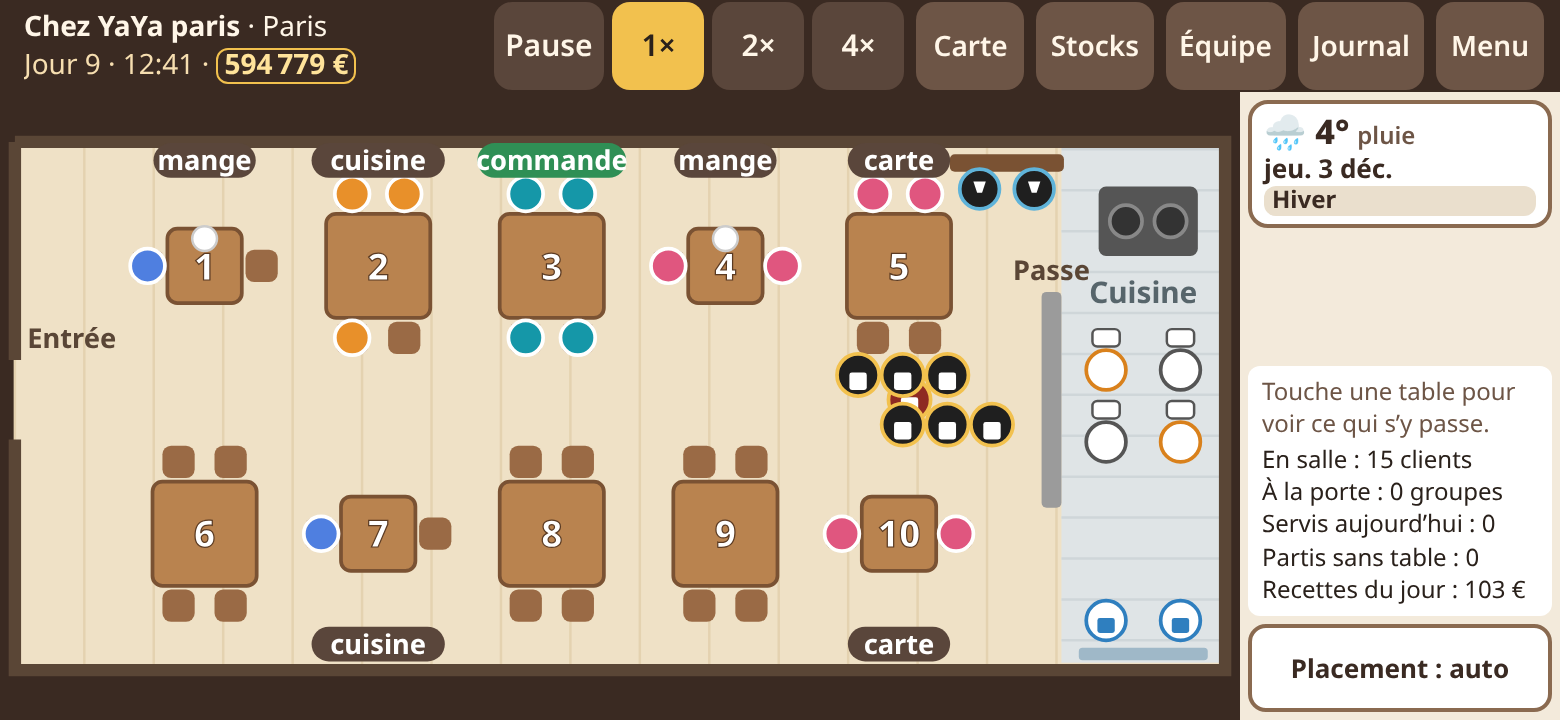 Chez YaYa paris · Paris
Jour 9 · 12:41 · 594 779 €
Pause
1×
2×
4×
Carte
Stocks
Équipe
Journal
Menu
mange
cuisine
commande
mange
carte
1
2
3
4
5
Passe
Cuisine
Entrée
6
7
8
9
10
cuisine
carte
4° pluie
jeu. 3 déc.
Hiver
Touche une table pour
voir ce qui s’y passe.
En salle : 15 clients
À la porte : 0 groupes
Servis aujourd’hui : 0
Partis sans table : 0
Recettes du jour : 103 €
Placement : auto